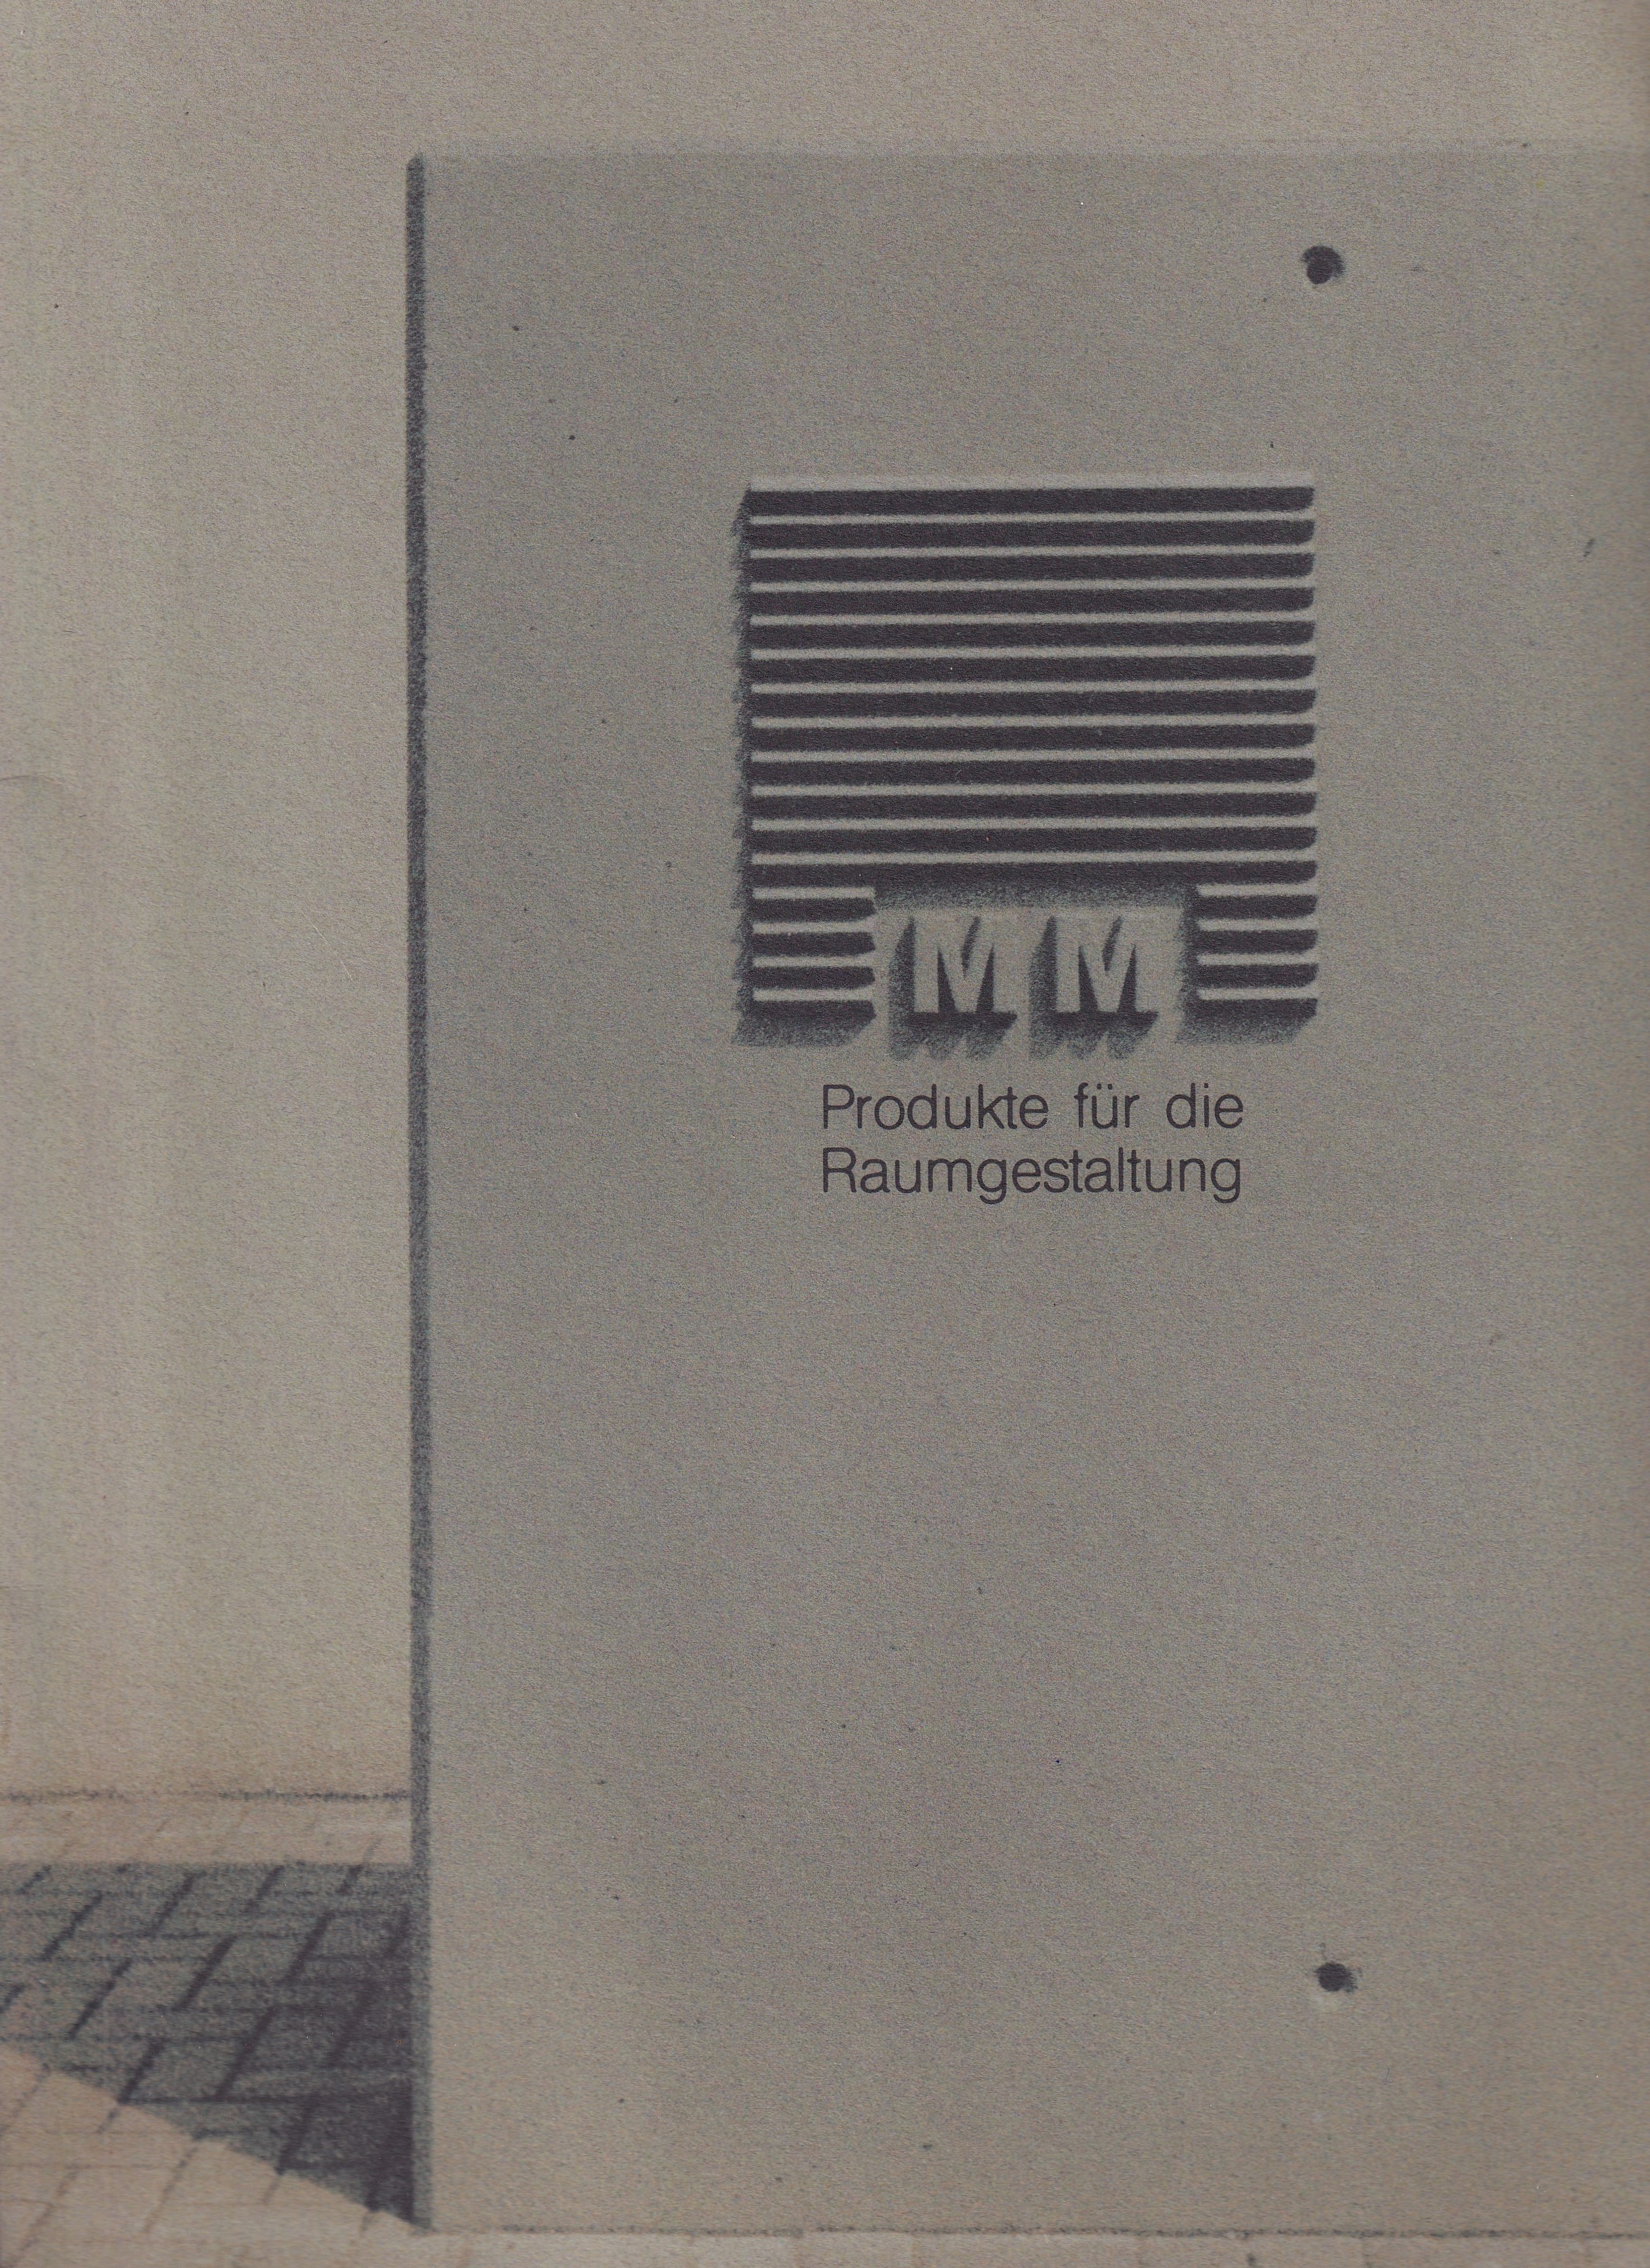 MM
Produkte für die
Raumgestaltung